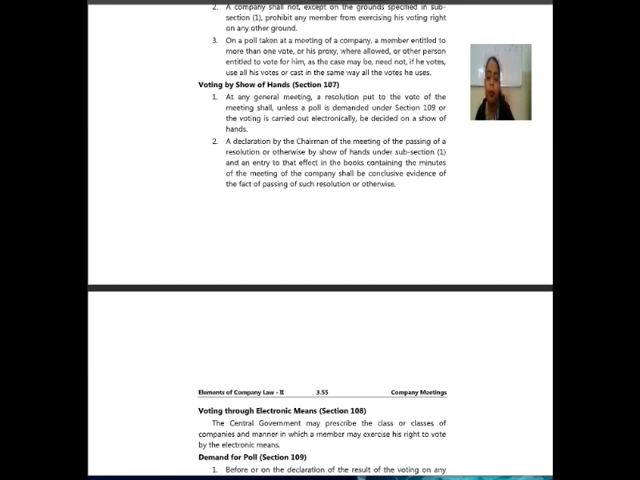 2. A company shall not, except on the grounds specified in sub-
section (1), prohibit any member from exercising his voting right
on any other ground.
3. On a poll taken at a meeting of a company, a member entitled to
more than one vote, or his proxy, where allowed, or other person
entitled to vote for him, as the case may be, need not, if he votes,
use all his votes or cast in the same way all the votes he uses.
Voting by Show of Hands (Section 107)
1. At any general meeting, a resolution put to the vote of the
meeting shall, unless a poll is demanded under Section 109 or
the voting is carried out electronically, be decided on a show of
hands.
2. A declaration by the Chairman of the meeting of the passing of a
resolution or otherwise by show of hands under sub-section (1)
and an entry to that effect in the books containing the minutes
of the meeting of the company shall be conclusive evidence of
the fact of passing of such resolution or otherwise.
Elements of Company Law - II 3.55 Company Meetings
Voting through Electronic Means (Section 108)
The Central Government may prescribe the class or classes of
companies and manner in which a member may exercise his right to vote
by the electronic means.
Demand for Poll (Section 109)
1. Before or on the declaration of the result of the voting on any